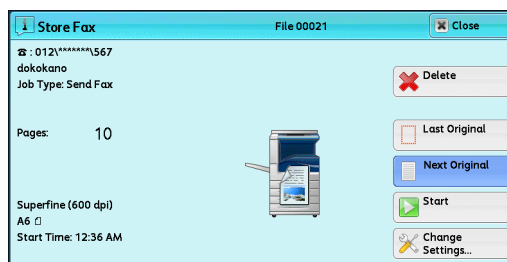 Store Fax
File 00021
Close
☎ : 012\*******\567
dokokano
Job Type: Send Fax
Delete
Pages: 10
Last Original
Next Original
Superfine (600 dpi)
Start
A6
Start Time: 12:36 AM
Change
Settings...